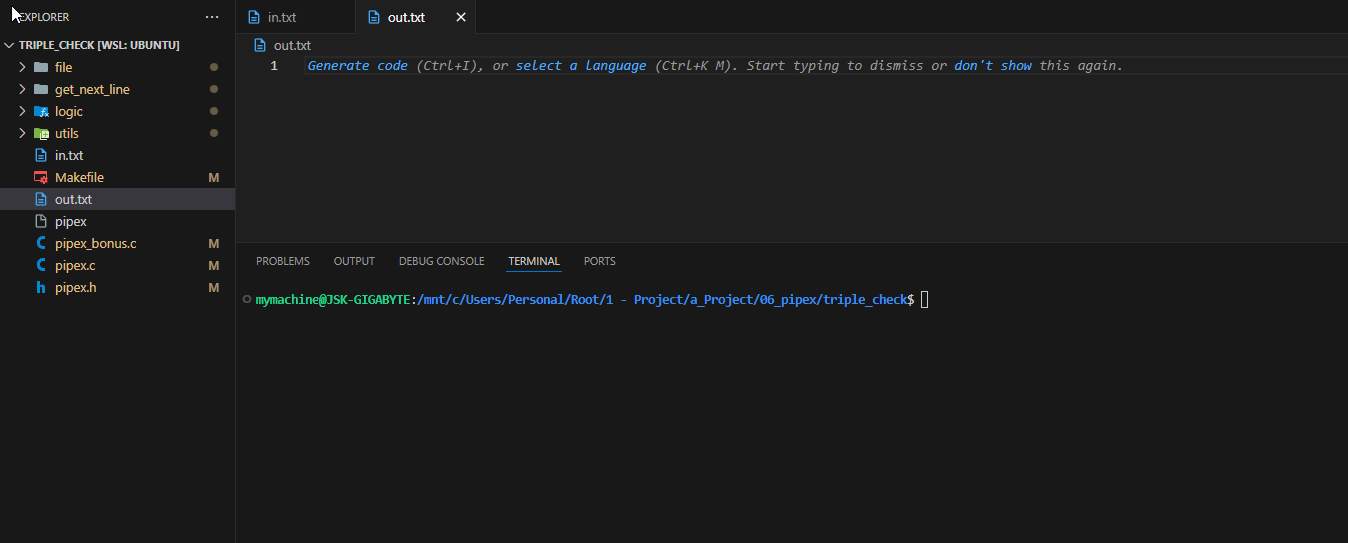 EXPLORER ...
TRIPLE_CHECK [WSL: UBUNTU]
file
get_next_line
logic
utils
in.txt
Makefile M
out.txt
pipex
pipex_bonus.c M
pipex.c M
pipex.h M
in.txt out.txt
out.txt
1 Generate code (Ctrl+I), or select a language (Ctrl+K M). Start typing to dismiss or don't show this again.
PROBLEMS OUTPUT DEBUG CONSOLE TERMINAL PORTS
mymachine@JSK-GIGABYTE:/mnt/c/Users/Personal/Root/1 - Project/a_Project/06_pipex/triple_check$